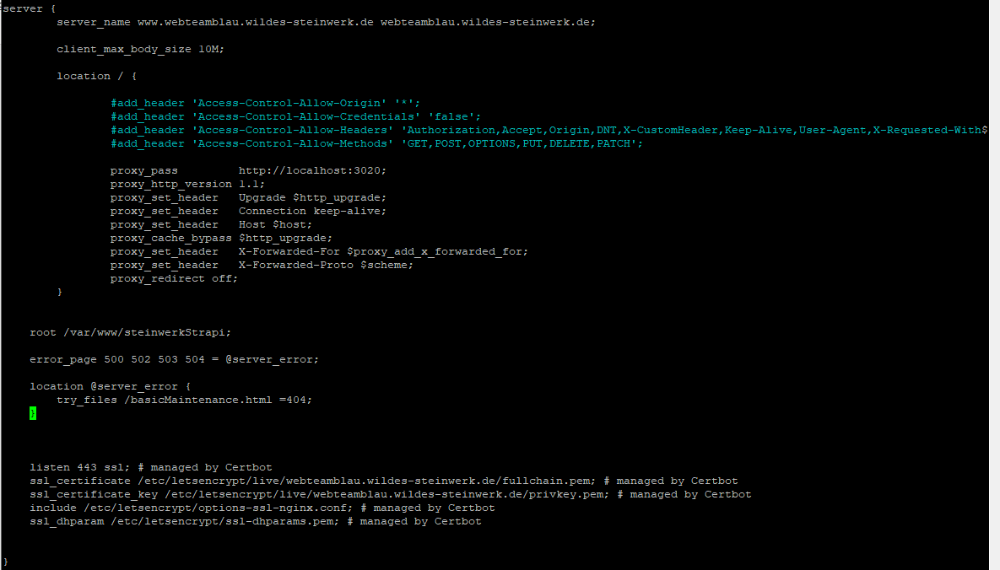 server {
        server_name www.webteamblau.wildes-steinwerk.de webteamblau.wildes-steinwerk.de;
        client_max_body_size 10M;
        location / {
                #add_header 'Access-Control-Allow-Origin' '*';
                #add_header 'Access-Control-Allow-Credentials' 'false';
                #add_header 'Access-Control-Allow-Headers' 'Authorization,Accept,Origin,DNT,X-CustomHeader,Keep-Alive,User-Agent,X-Requested-With$
                #add_header 'Access-Control-Allow-Methods' 'GET,POST,OPTIONS,PUT,DELETE,PATCH';
                proxy_pass         http://localhost:3020;
                proxy_http_version 1.1;
                proxy_set_header   Upgrade $http_upgrade;
                proxy_set_header   Connection keep-alive;
                proxy_set_header   Host $host;
                proxy_cache_bypass $http_upgrade;
                proxy_set_header   X-Forwarded-For $proxy_add_x_forwarded_for;
                proxy_set_header   X-Forwarded-Proto $scheme;
                proxy_redirect off;
        }
    root /var/www/steinwerkStrapi;
    error_page 500 502 503 504 = @server_error;
    location @server_error {
        try_files /basicMaintenance.html =404;
    }
    listen 443 ssl; # managed by Certbot
    ssl_certificate /etc/letsencrypt/live/webteamblau.wildes-steinwerk.de/fullchain.pem; # managed by Certbot
    ssl_certificate_key /etc/letsencrypt/live/webteamblau.wildes-steinwerk.de/privkey.pem; # managed by Certbot
    include /etc/letsencrypt/options-ssl-nginx.conf; # managed by Certbot
    ssl_dhparam /etc/letsencrypt/ssl-dhparams.pem; # managed by Certbot
}